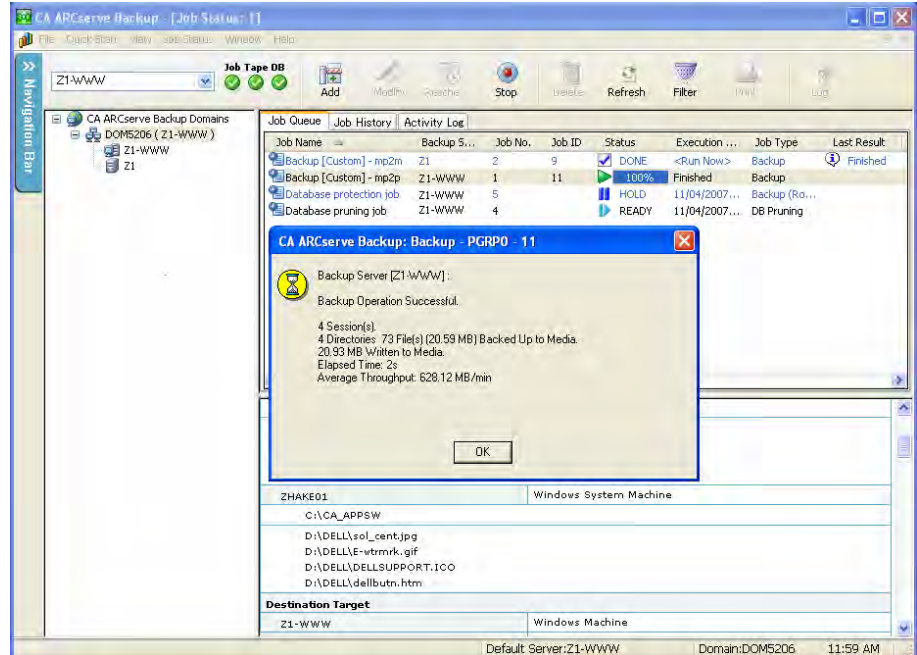 CA ARCserve Backup - [Job Status: 1]
File Quick Start View Job Status Window Help
Navigation Bar
Z1-WWW
Job Tape DB
Add Modify Stop Delete Refresh Filter Print Log
CA ARCserve Backup Domains
DOM5206 ( Z1-WWW )
Z1-WWW
Z1
Job Queue Job History Activity Log
Job Name Backup S... Job No. Job ID Status Execution ... Job Type Last Result
Backup [Custom] - mp2m Z1 2 9 DONE <Run Now> Backup Finished
Backup [Custom] - mp2p Z1-WWW 1 11 100% Finished Backup
Database protection job Z1-WWW 5 HOLD 11/04/2007... Backup (Ro...
Database pruning job Z1-WWW 4 READY 11/04/2007... DB Pruning
CA ARCserve Backup: Backup - PGRP0 - 11
Backup Server [Z1-WWW] :
Backup Operation Successful.
4 Session(s).
4 Directories 73 File(s) (20.59 MB) Backed Up to Media.
20.93 MB Written to Media.
Elapsed Time: 2s
Average Throughput: 628.12 MB/min
OK
ZHAKE01 Windows System Machine
C:\CA_APPSW
D:\DELL\sol_cent.jpg
D:\DELL\E-wtrmrk.gif
D:\DELL\DELLSUPPORT.ICO
D:\DELL\dellbutn.htm
Destination Target
Z1-WWW Windows Machine
Default Server:Z1-WWW Domain:DOM5206 11:59 AM